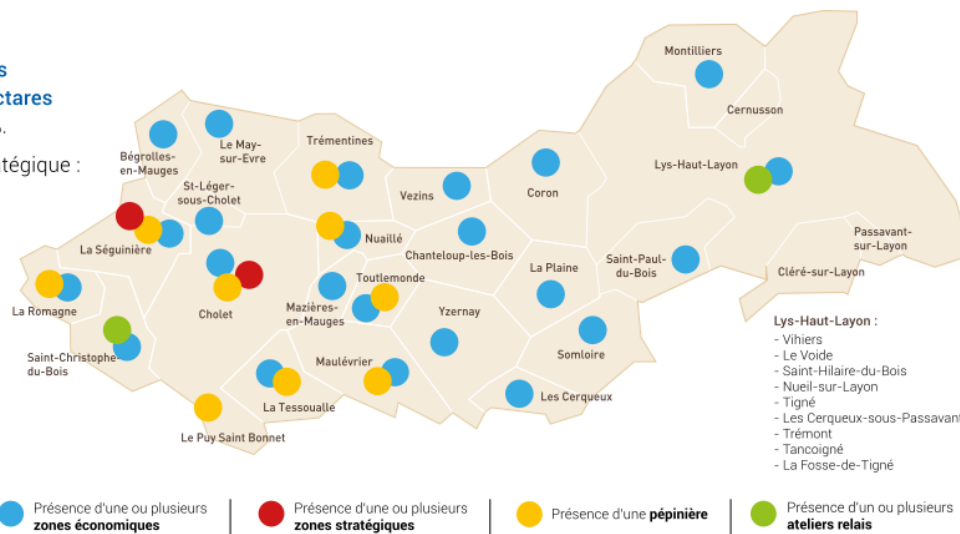 s
ctares
.
atégique :
Montilliers
Cernusson
Le May-
sur-Evre
Trémentines
Bégrolles-
en-Mauges
Lys-Haut-Layon
St-Léger-
sous-Cholet
Vezins
Coron
Passavant-
sur-Layon
Nuaillé
La Séguinière
Chanteloup-les-Bois
Saint-Paul-
du-Bois
La Plaine
Cléré-sur-Layon
Toutlemonde
La Romagne
Cholet
Mazières-
en-Mauges
Yzernay
Saint-Christophe-
du-Bois
Maulévrier
Somloire
Les Cerqueux
La Tessoualle
Le Puy Saint Bonnet
Lys-Haut-Layon :
- Vihiers
- Le Voide
- Saint-Hilaire-du-Bois
- Nueil-sur-Layon
- Tigné
- Les Cerqueux-sous-Passavant
- Trémont
- Tancoigné
- La Fosse-de-Tigné
Présence d'une ou plusieurs
zones économiques
Présence d'une ou plusieurs
zones stratégiques
Présence d'une pépinière
Présence d'un ou plusieurs
ateliers relais